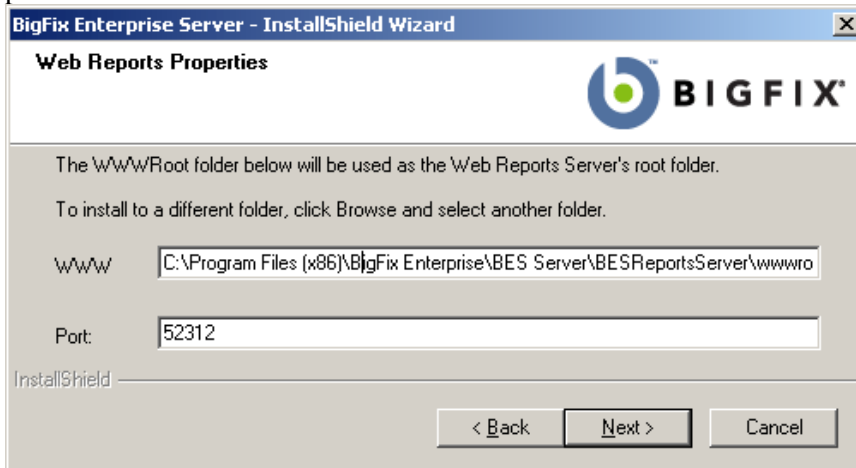 BigFix Enterprise Server - InstallShield Wizard
Web Reports Properties
BIGFIX
The WWWRoot folder below will be used as the Web Reports Server's root folder.
To install to a different folder, click Browse and select another folder.
WWW
C:\Program Files (x86)\BigFix Enterprise\BES Server\BESReportsServer\wwwro
Port:
52312
InstallShield
< Back
Next >
Cancel